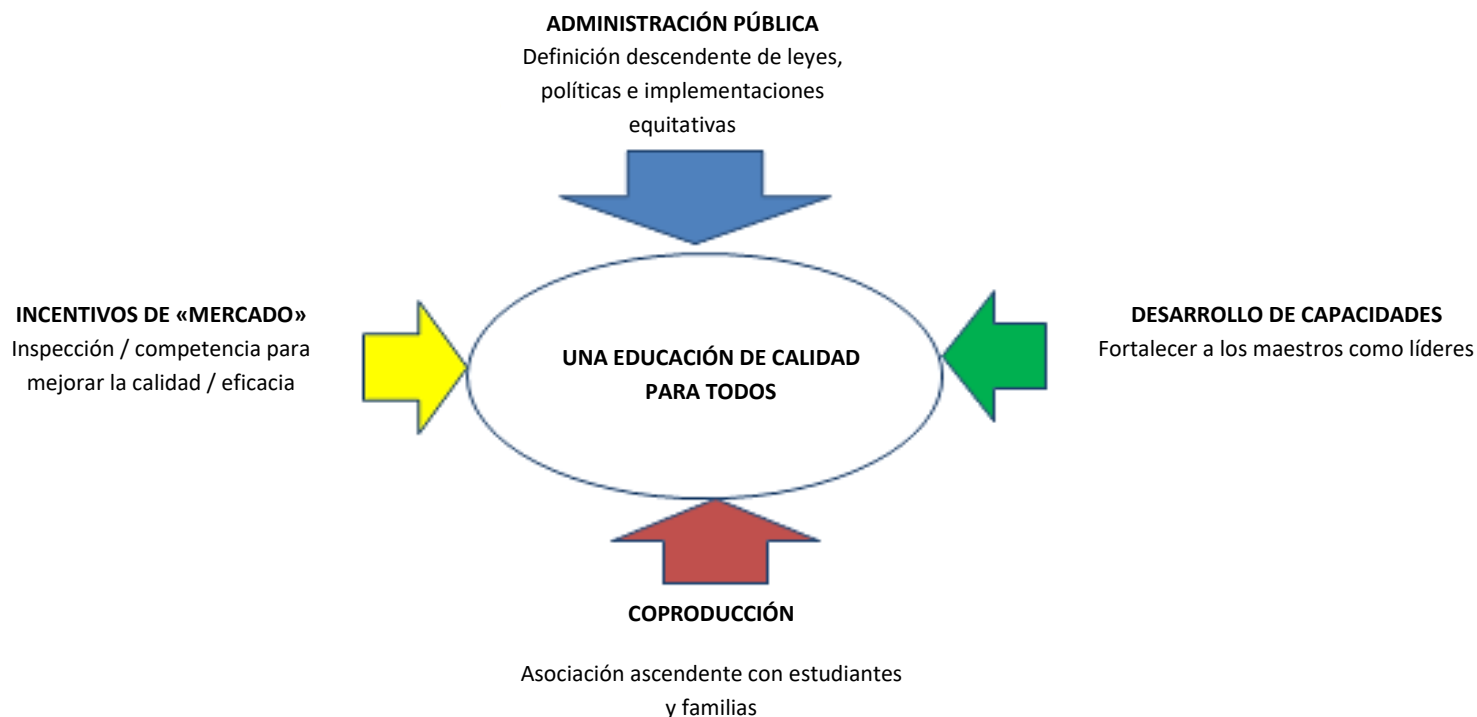 ADMINISTRACIÓN PÚBLICA
Definición descendente de leyes,
políticas e implementaciones
equitativas
INCENTIVOS DE «MERCADO»
Inspección / competencia para
mejorar la calidad / eficacia
UNA EDUCACIÓN DE CALIDAD
PARA TODOS
DESARROLLO DE CAPACIDADES
Fortalecer a los maestros como líderes
COPRODUCCIÓN
Asociación ascendente con estudiantes
y familias